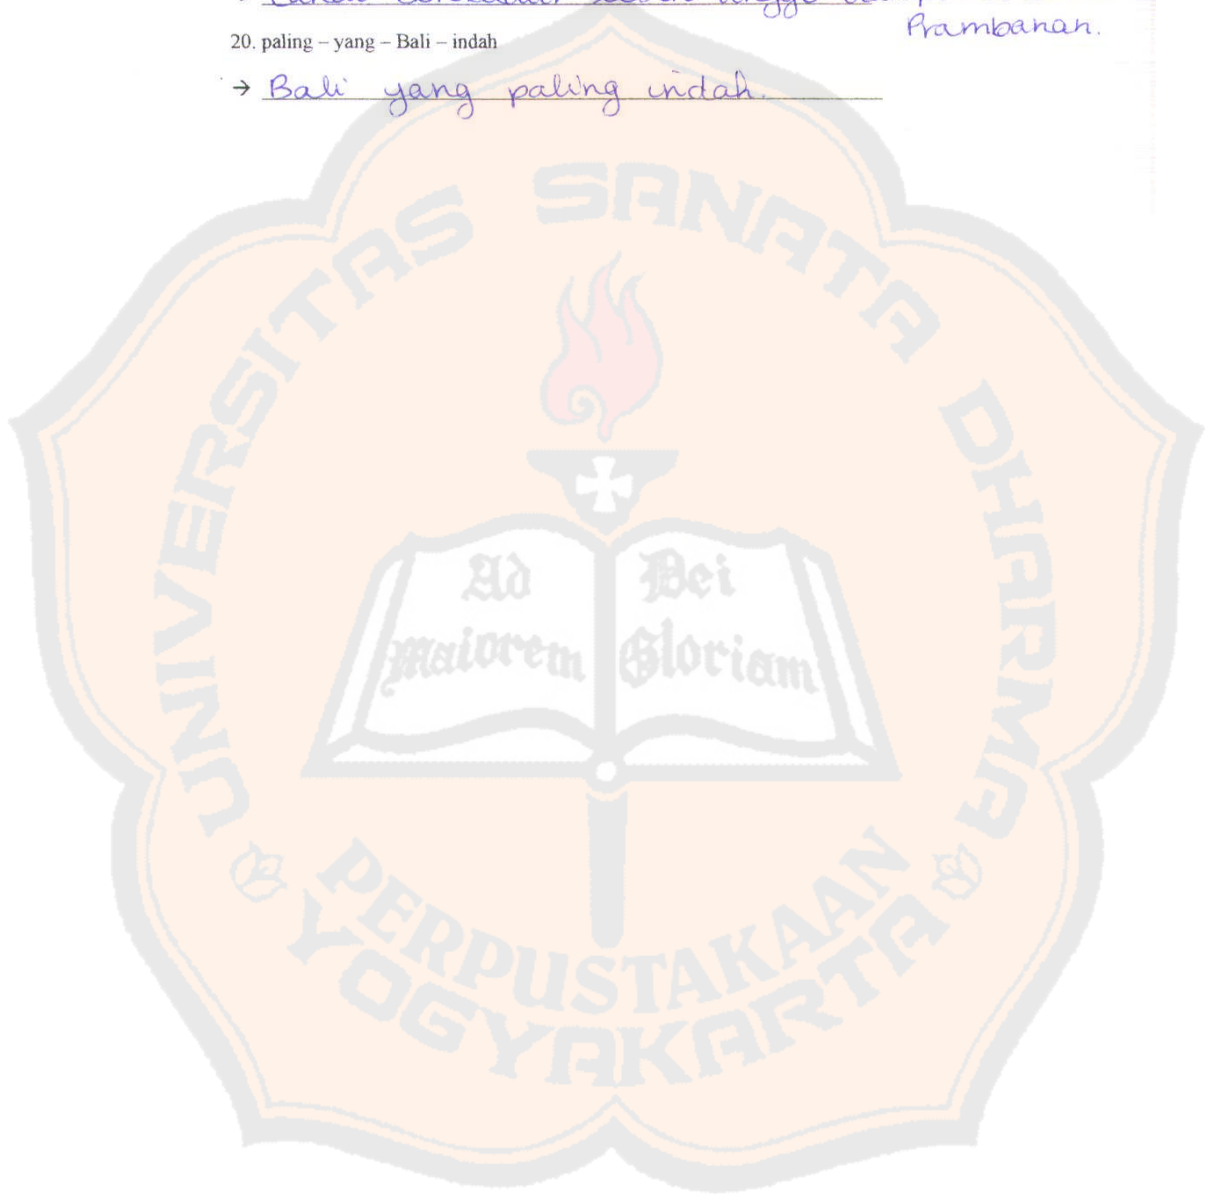 tinggi
Prambanan.
20. paling – yang – Bali – indah
→ Bali yang paling indah.
UNIVERSITAS SANATA DHARMA
Ad Dei
Maiorem Gloriam
PERPUSTAKAAN
YOGYAKARTA